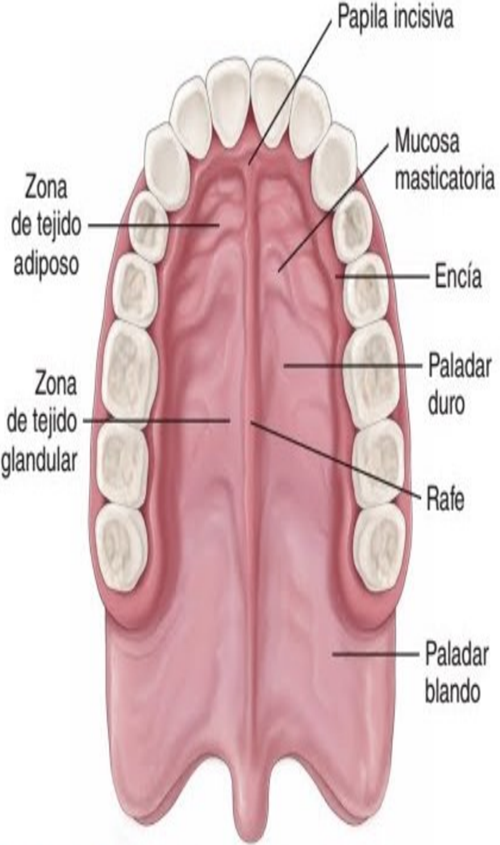 Papila incisiva
Mucosa
masticatoria
Zona
de tejido
adiposo
Encía
Paladar
duro
Zona
de tejido
glandular
Rafe
Paladar
blando